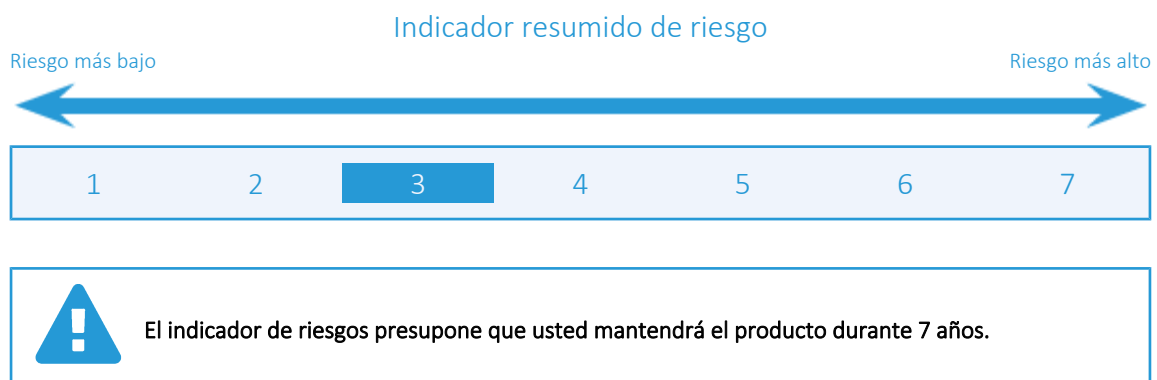 Indicador resumido de riesgo
Riesgo más bajo Riesgo más alto
1 2 3 4 5 6 7
El indicador de riesgos presupone que usted mantendrá el producto durante 7 años.